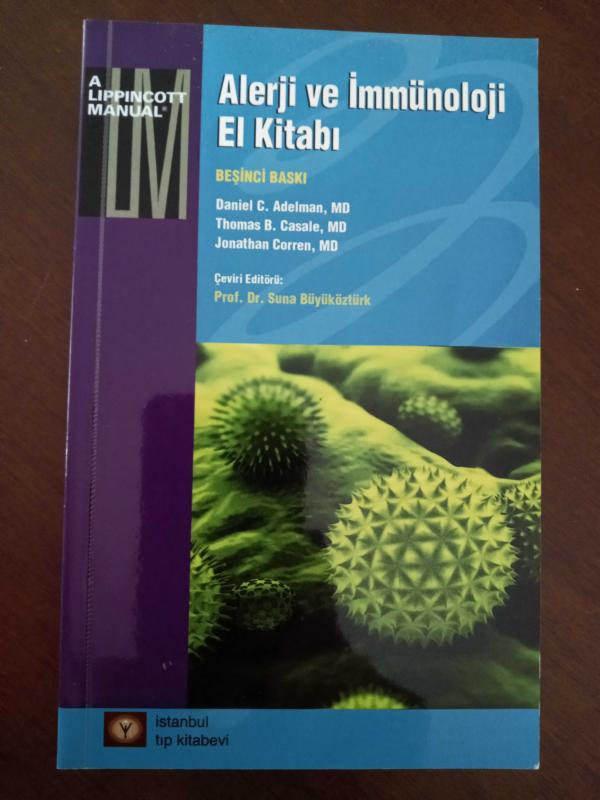 A
LIPPINCOTT
MANUAL®
LM
Alerji ve İmmünoloji
El Kitabı
BEŞİNCİ BASKI
Daniel C. Adelman, MD
Thomas B. Casale, MD
Jonathan Corren, MD
Çeviri Editörü:
Prof. Dr. Suna Büyüköztürk
istanbul
tıp kitabevi